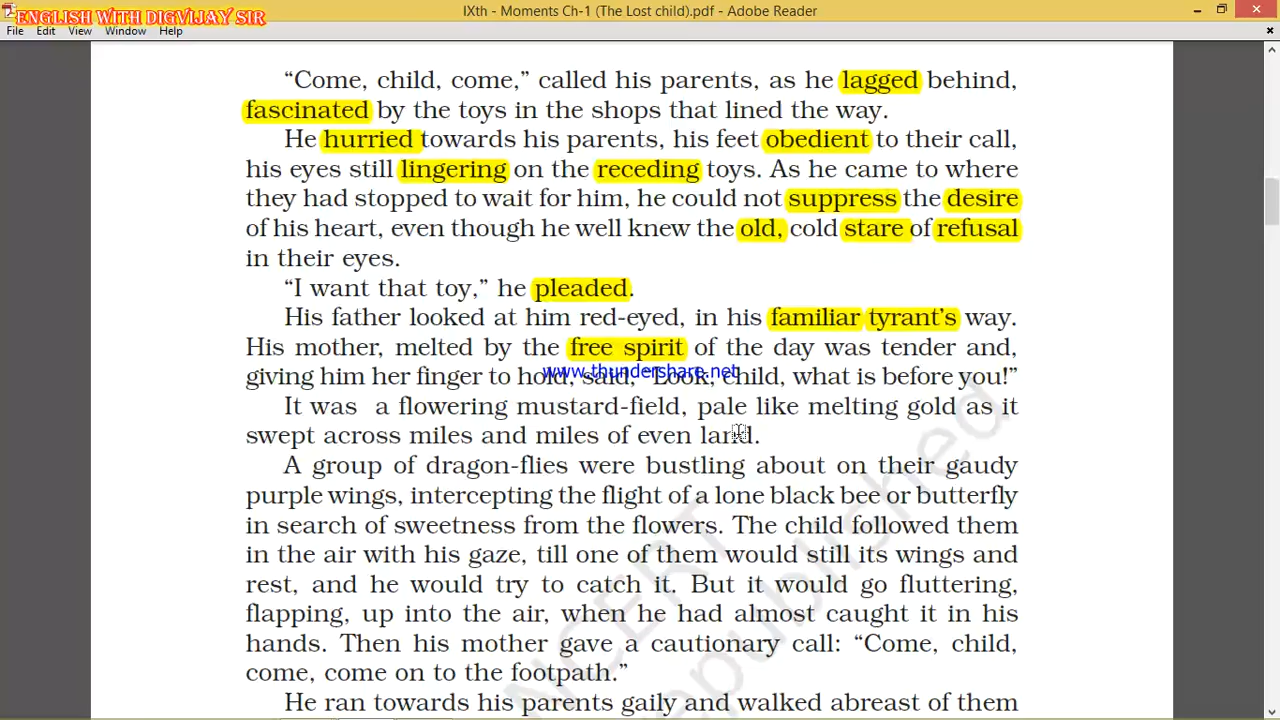 ENGLISH WITH DIGVIJAY SIR
IXth - Moments Ch-1 (The Lost child).pdf - Adobe Reader
File Edit View Window Help
“Come, child, come,” called his parents, as he lagged behind,
fascinated by the toys in the shops that lined the way.
He hurried towards his parents, his feet obedient to their call,
his eyes still lingering on the receding toys. As he came to where
they had stopped to wait for him, he could not suppress the desire
of his heart, even though he well knew the old, cold stare of refusal
in their eyes.
“I want that toy,” he pleaded.
His father looked at him red-eyed, in his familiar tyrant’s way.
His mother, melted by the free spirit of the day was tender and,
www.thundershare.net
giving him her finger to hold, said, “Look, child, what is before you!”
It was a flowering mustard-field, pale like melting gold as it
swept across miles and miles of even land.
A group of dragon-flies were bustling about on their gaudy
purple wings, intercepting the flight of a lone black bee or butterfly
in search of sweetness from the flowers. The child followed them
in the air with his gaze, till one of them would still its wings and
rest, and he would try to catch it. But it would go fluttering,
flapping, up into the air, when he had almost caught it in his
hands. Then his mother gave a cautionary call: “Come, child,
come, come on to the footpath.”
He ran towards his parents gaily and walked abreast of them
NCERT
republished